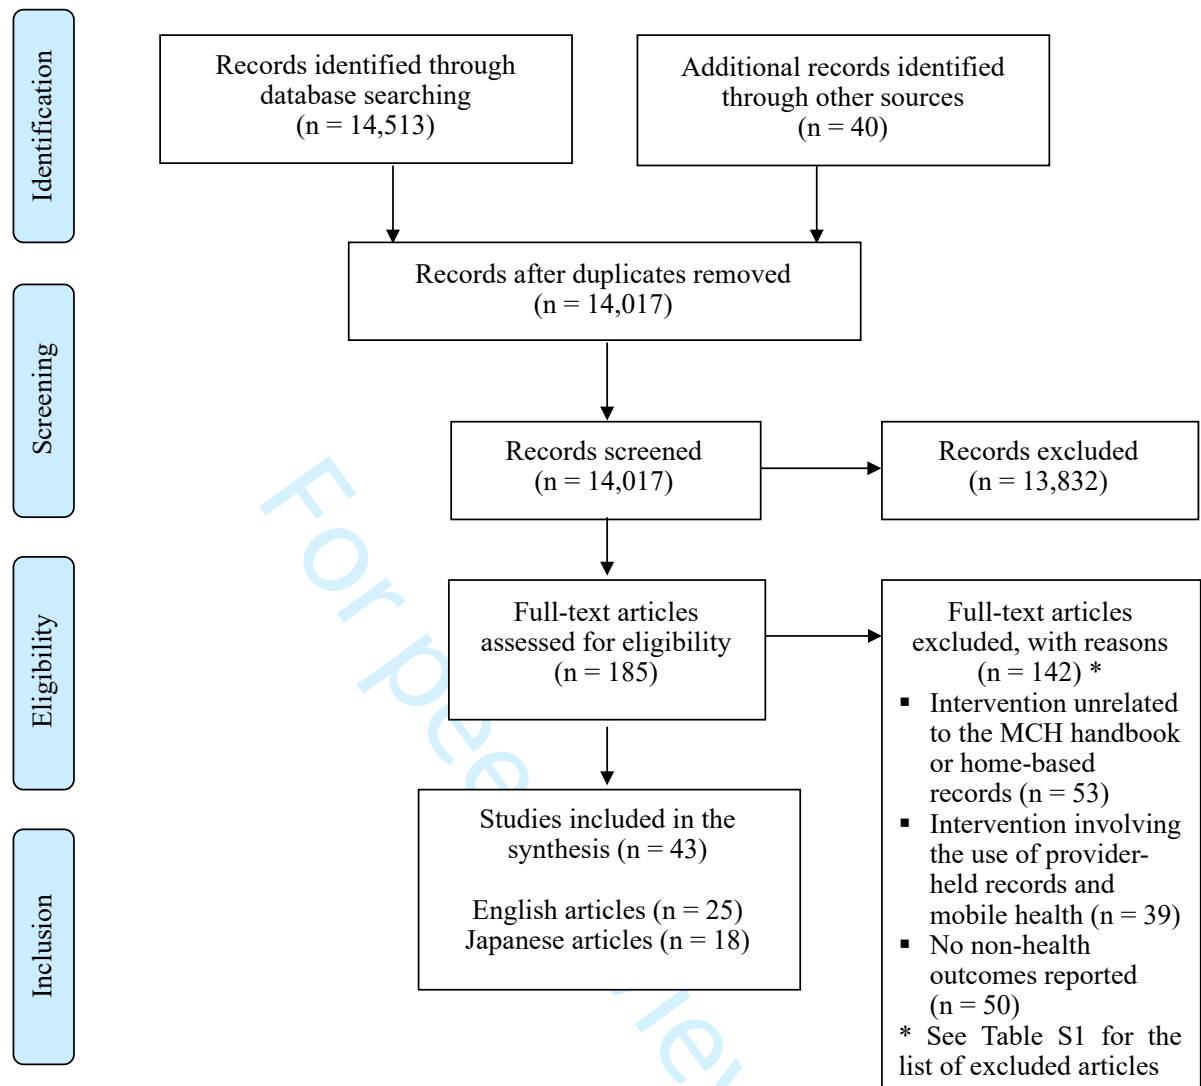 Identification
Records identified through
database searching
(n = 14,513)
Additional records identified
through other sources
(n = 40)
Records after duplicates removed
(n = 14,017)
Screening
Records screened
(n = 14,017)
Records excluded
(n = 13,832)
Eligibility
Full-text articles
assessed for eligibility
(n = 185)
Full-text articles
excluded, with reasons
(n = 142) *
▪ Intervention unrelated
to the MCH handbook
or home-based
records (n = 53)
▪ Intervention involving
the use of provider-
held records and
mobile health (n = 39)
▪ No non-health
outcomes reported
(n = 50)
* See Table S1 for the
list of excluded articles
Inclusion
Studies included in the
synthesis (n = 43)
English articles (n = 25)
Japanese articles (n = 18)
For pee
view